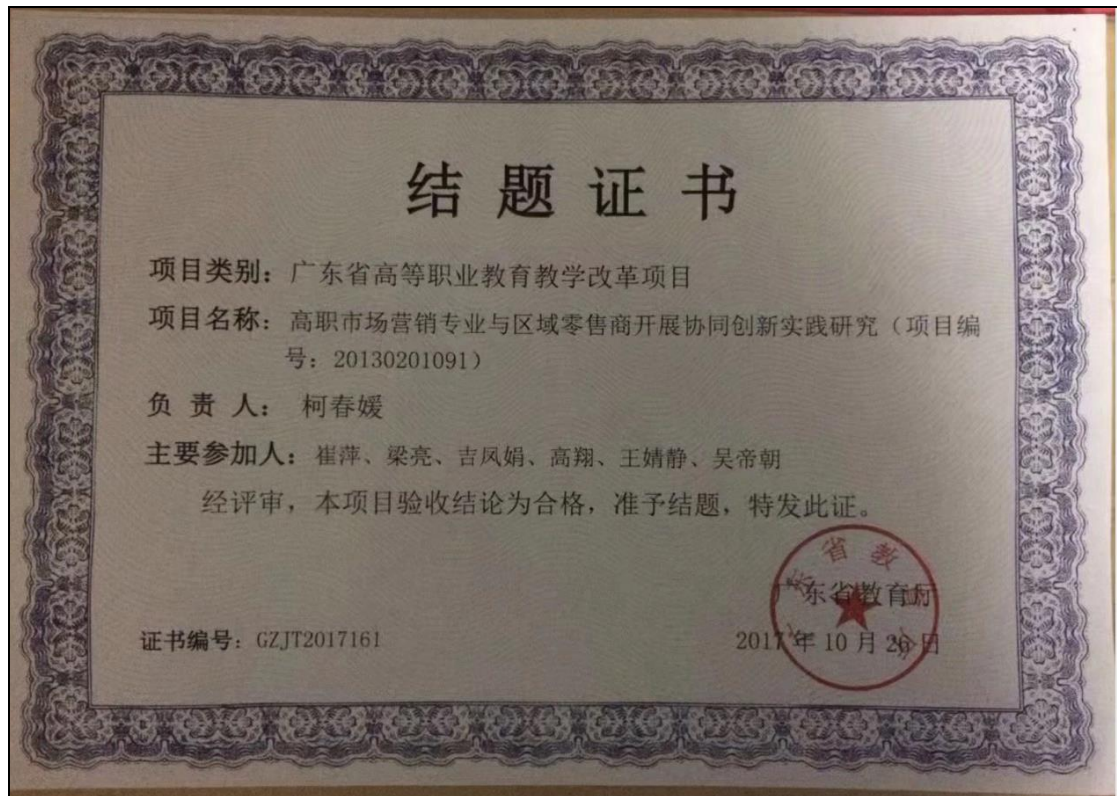 结题证书
项目类别：广东省高等职业教育教学改革项目
项目名称：高职市场营销专业与区域零售商开展协同创新实践研究（项目编
号：20130201091）
负责人：柯春媛
主要参加人：崔萍、梁亮、吉凤娟、高翔、王婧静、吴帝朝
经评审，本项目验收结论为合格，准予结题，特发此证。
广东省教育厅
证书编号：GZJT2017161
2017年10月26日